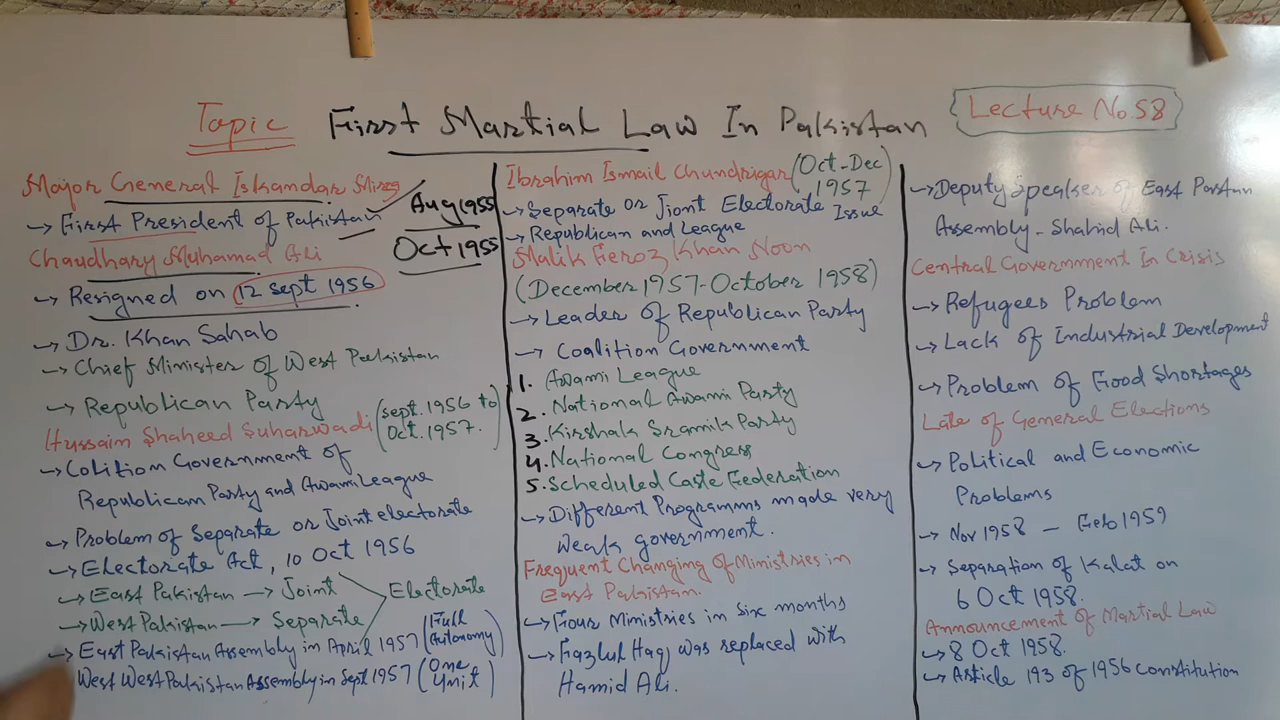 Topic First Martial Law In Pakistan
Lecture No 58
Major General Iskandar Mirza
→ First President of Pakistan
Aug 1955
Oct 1955
Chaudhary Muhamad Ali
→ Resigned on 12 sept 1956
→ Dr. Khan Sahab
→ Chief Minister of West Pakistan
→ Republican Party
Hussain Shaheed Suharwadi (sept. 1956 to
Oct. 1957.)
→ Colition Government of
Republican Party and Awami League
→ Problem of Separate or Joint electorate
→ Electorate Act, 10 Oct 1956
→ East Pakistan → Joint
Electorate
→ West Pakistan → Separate
→ East Pakistan Assembly in April 1957 (Full
Autonomy)
West West Pakistan Assembly in Sept 1957 (One
Unit)
Ibrahim Ismail Chundrigar (Oct-Dec
1957)
→ Separate or Jiont Electorate Issue
→ Republican and League
Malik Feroz Khan Noon
(December 1957-October 1958)
→ Leader of Republican Party
→ Coalition Government
1. Awami League
2. National Awami Party
3. Kirshak Sramik Party
4. National Congress
5. Scheduled Caste Federation
→ Different Programms made very
weak government.
Frequent Changing of Ministries in
East Pakistan.
→ Four Ministries in six months
→ Fazlul Haq was replaced with
Hamid Ali.
→ Deputy Speaker of East
Assembly - Shahid Ali.
Central Government In Crisis
→ Refugees Problem
→ Lack of Industrial Development
→ Problem of Food Shortages
Late of General Elections
→ Political and Economic
Problems
→ Nov 1958 - Feb 1959
→ Separation of Kalat on
6 Oct 1958.
Announcement of Martial Law
→ 8 Oct 1958.
→ Article 193 of 1956 constitution